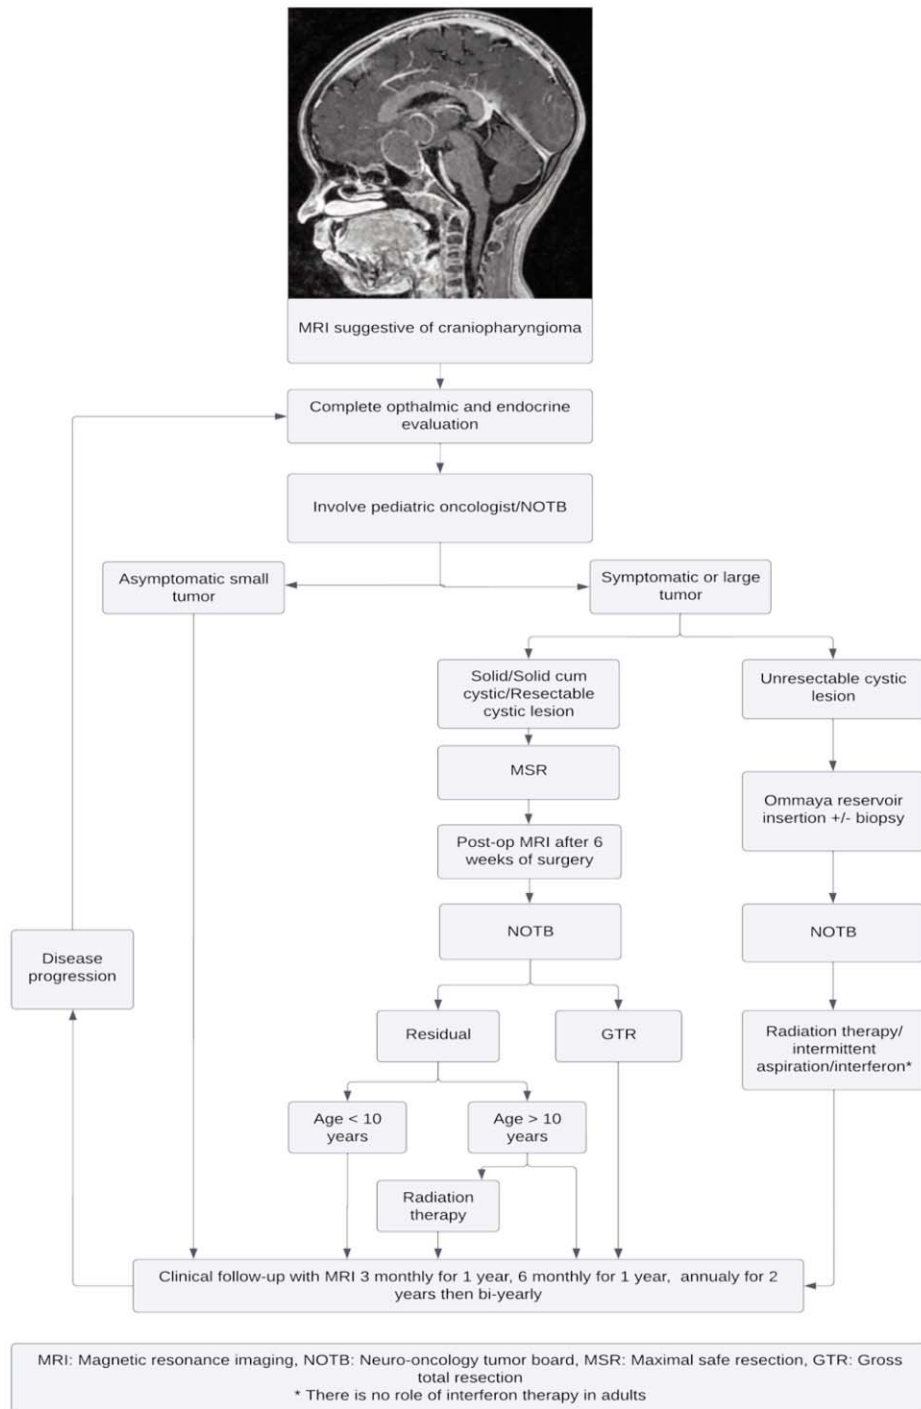 MRI suggestive of craniopharyngioma
Complete opthalmic and endocrine
evaluation
Involve pediatric oncologist/NOTB
Asymptomatic small
tumor
Symptomatic or large
tumor
Solid/Solid cum
cystic/Resectable
cystic lesion
Unresectable cystic
lesion
MSR
Ommaya reservoir
insertion +/- biopsy
Post-op MRI after 6
weeks of surgery
NOTB
NOTB
Disease
progression
Residual
GTR
Radiation therapy/
intermittent
aspiration/interferon*
Age < 10
years
Age > 10
years
Radiation
therapy
Clinical follow-up with MRI 3 monthly for 1 year, 6 monthly for 1 year, annualy for 2
years then bi-yearly
MRI: Magnetic resonance imaging, NOTB: Neuro-oncology tumor board, MSR: Maximal safe resection, GTR: Gross
total resection
* There is no role of interferon therapy in adults